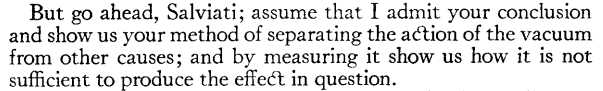 But go ahead, Salviati; assume that I admit your conclusion
and show us your method of separating the action of the vacuum
from other causes; and by measuring it show us how it is not
sufficient to produce the effect in question.